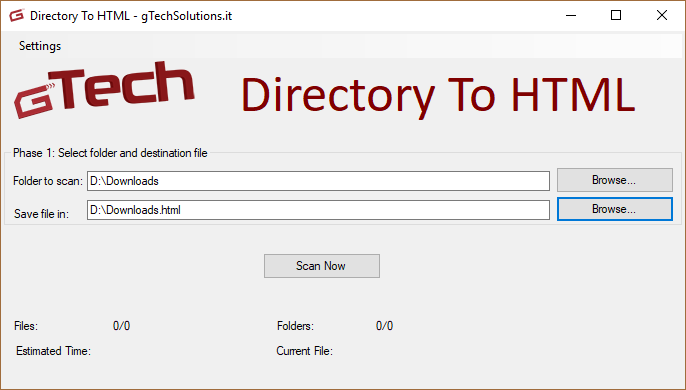 Directory To HTML - gTechSolutions.it
Settings
GTech
Directory To HTML
Phase 1: Select folder and destination file
Folder to scan: D:\Downloads Browse...
Save file in: D:\Downloads.html Browse...
Scan Now
Files: 0/0 Folders: 0/0
Estimated Time: Current File: